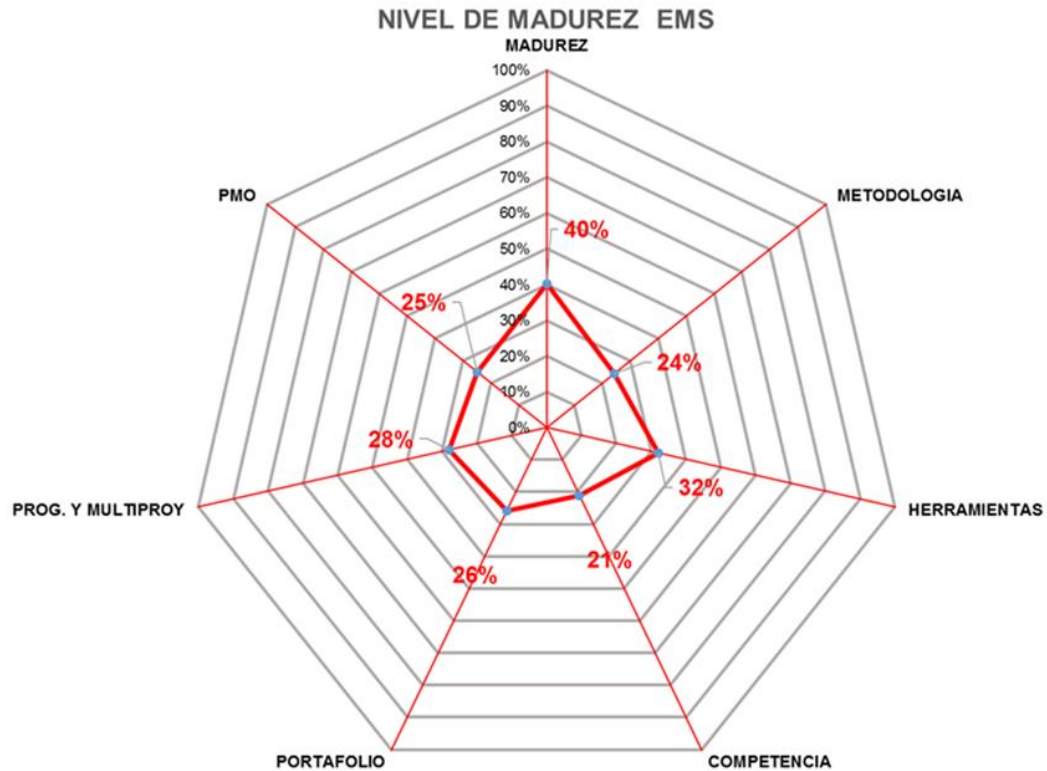 NIVEL DE MADUREZ EMS
MADUREZ
100%
90%
80%
70%
60%
50%
40%
30%
20%
10%
0%
PMO
METODOLOGIA
40%
25%
24%
28%
32%
PROG. Y MULTIPROY
HERRAMIENTAS
26%
21%
PORTAFOLIO
COMPETENCIA